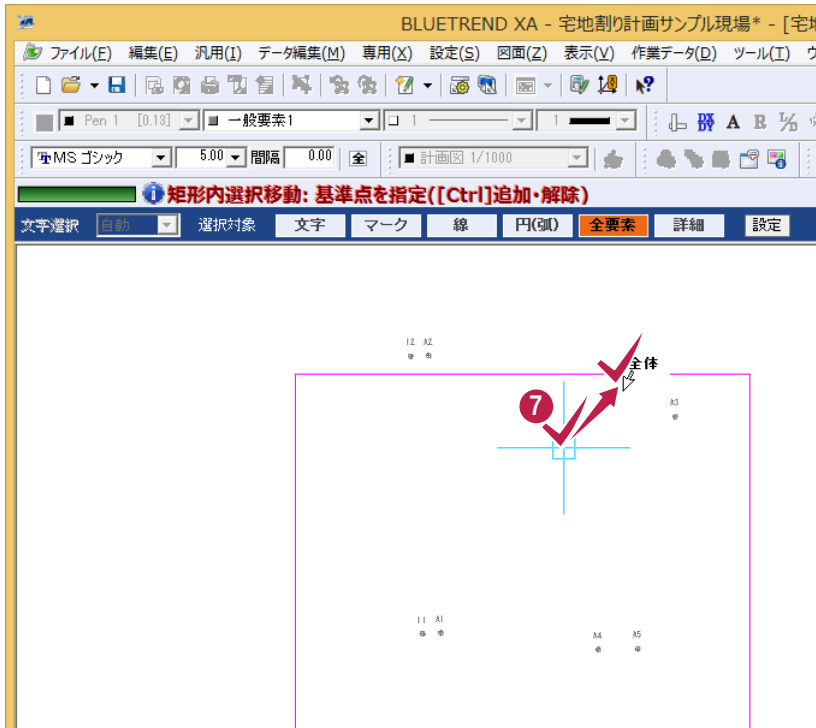 BLUETREND XA - 宅地割り計画サンプル現場* - [宅地
ファイル(F) 編集(E) 汎用(I) データ編集(M) 専用(X) 設定(S) 図面(Z) 表示(V) 作業データ(D) ツール(T) ウ
Pen 1 [0.13] 一般要素1 1 1 A R
MS ゴシック 5.00 間隔 0.00 全 計画図 1/1000
矩形内選択移動: 基準点を指定([Ctrl]追加・解除)
文字選択 自動 選択対象 文字 マーク 線 円(弧) 全要素 詳細 設定
I2 A2
全体
A3
7
I1 A1
A4 A5